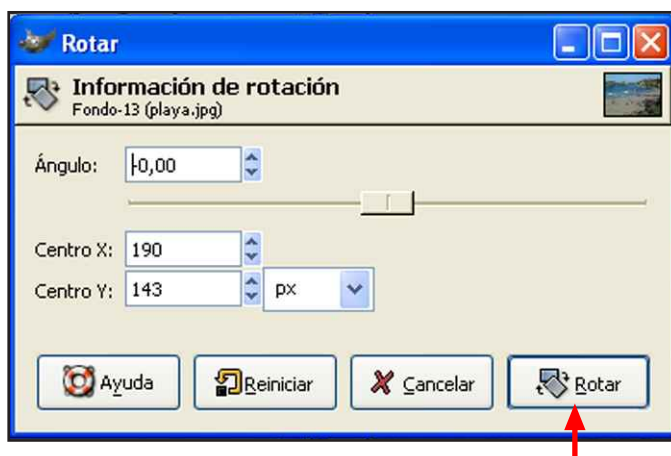 Rotar
Información de rotación
Fondo-13 (playa.jpg)
Ángulo: -0,00
Centro X: 190
Centro Y: 143 px
Ayuda Reiniciar Cancelar Rotar